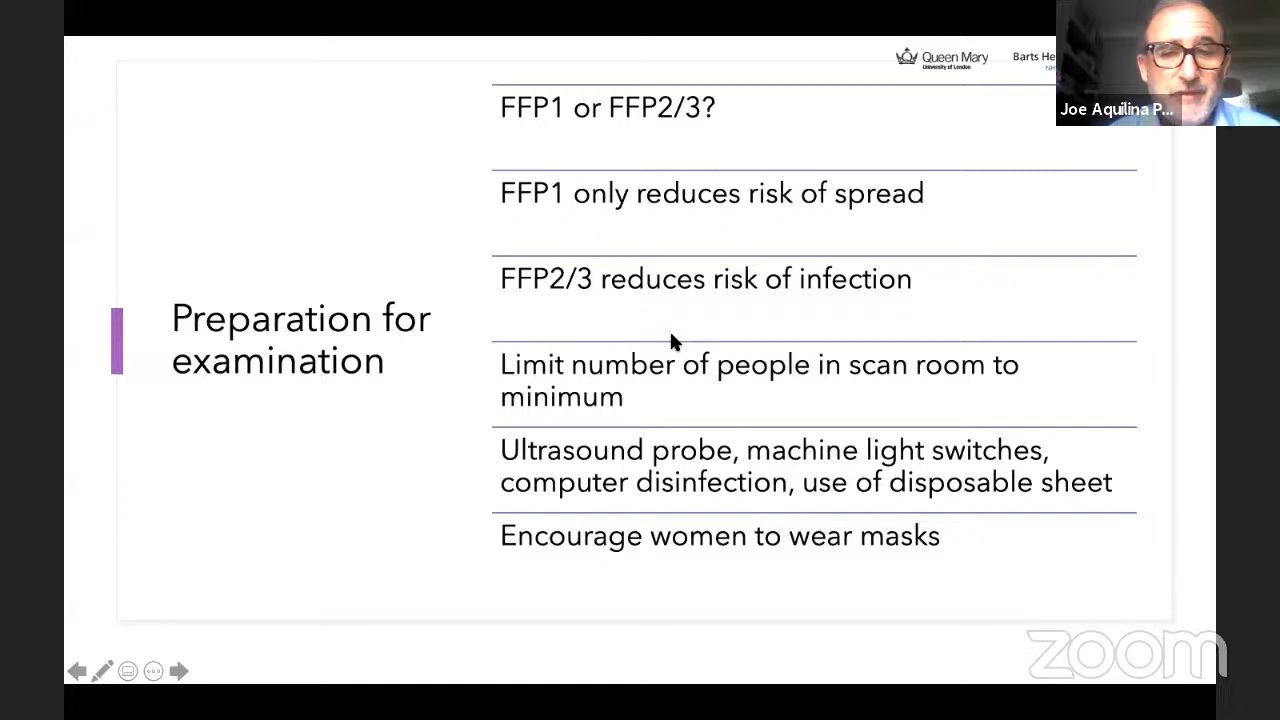 Queen Mary
University of London
Barts He
Joe Aquilina P...
FFP1 or FFP2/3?
FFP1 only reduces risk of spread
FFP2/3 reduces risk of infection
Preparation for
examination
Limit number of people in scan room to
minimum
Ultrasound probe, machine light switches,
computer disinfection, use of disposable sheet
Encourage women to wear masks
zoom